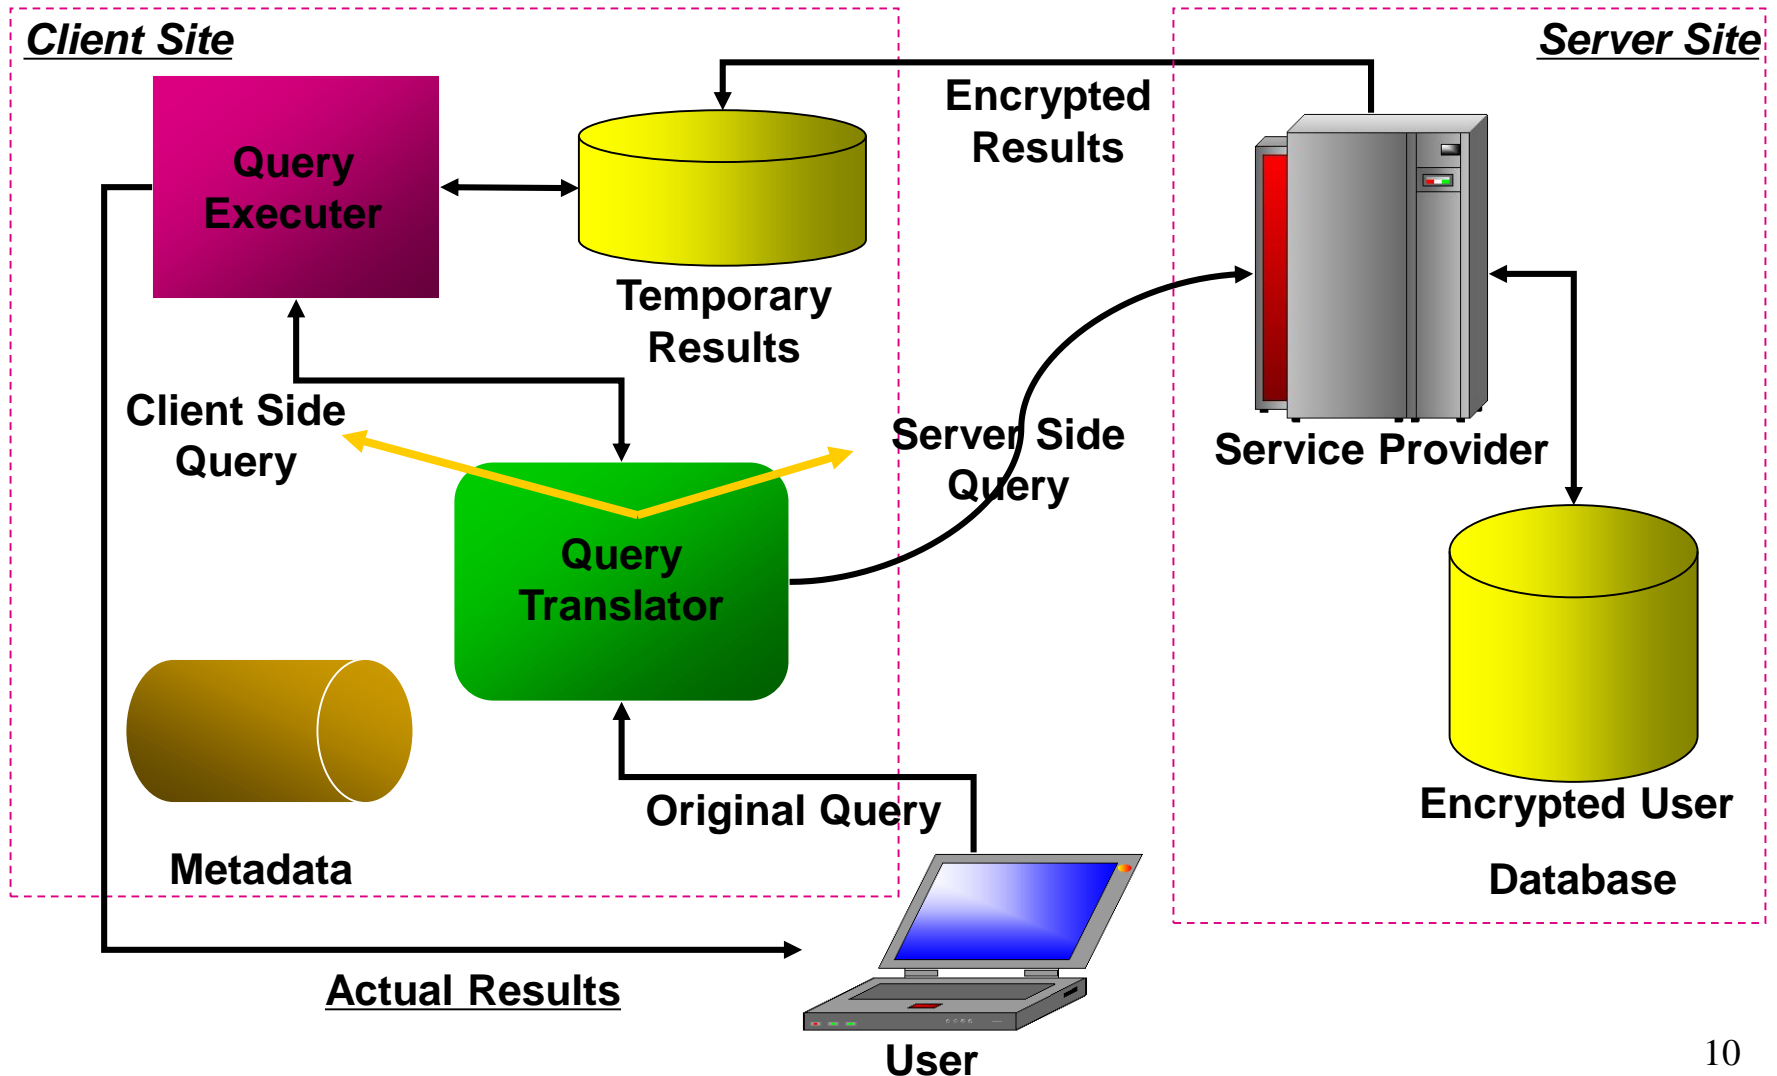 Client Site
Server Site
Encrypted
Results
Query
Executer
Temporary
Results
Client Side
Query
Server Side
Query
Service Provider
Query
Translator
Original Query
Encrypted User
Database
Metadata
Actual Results
User
10